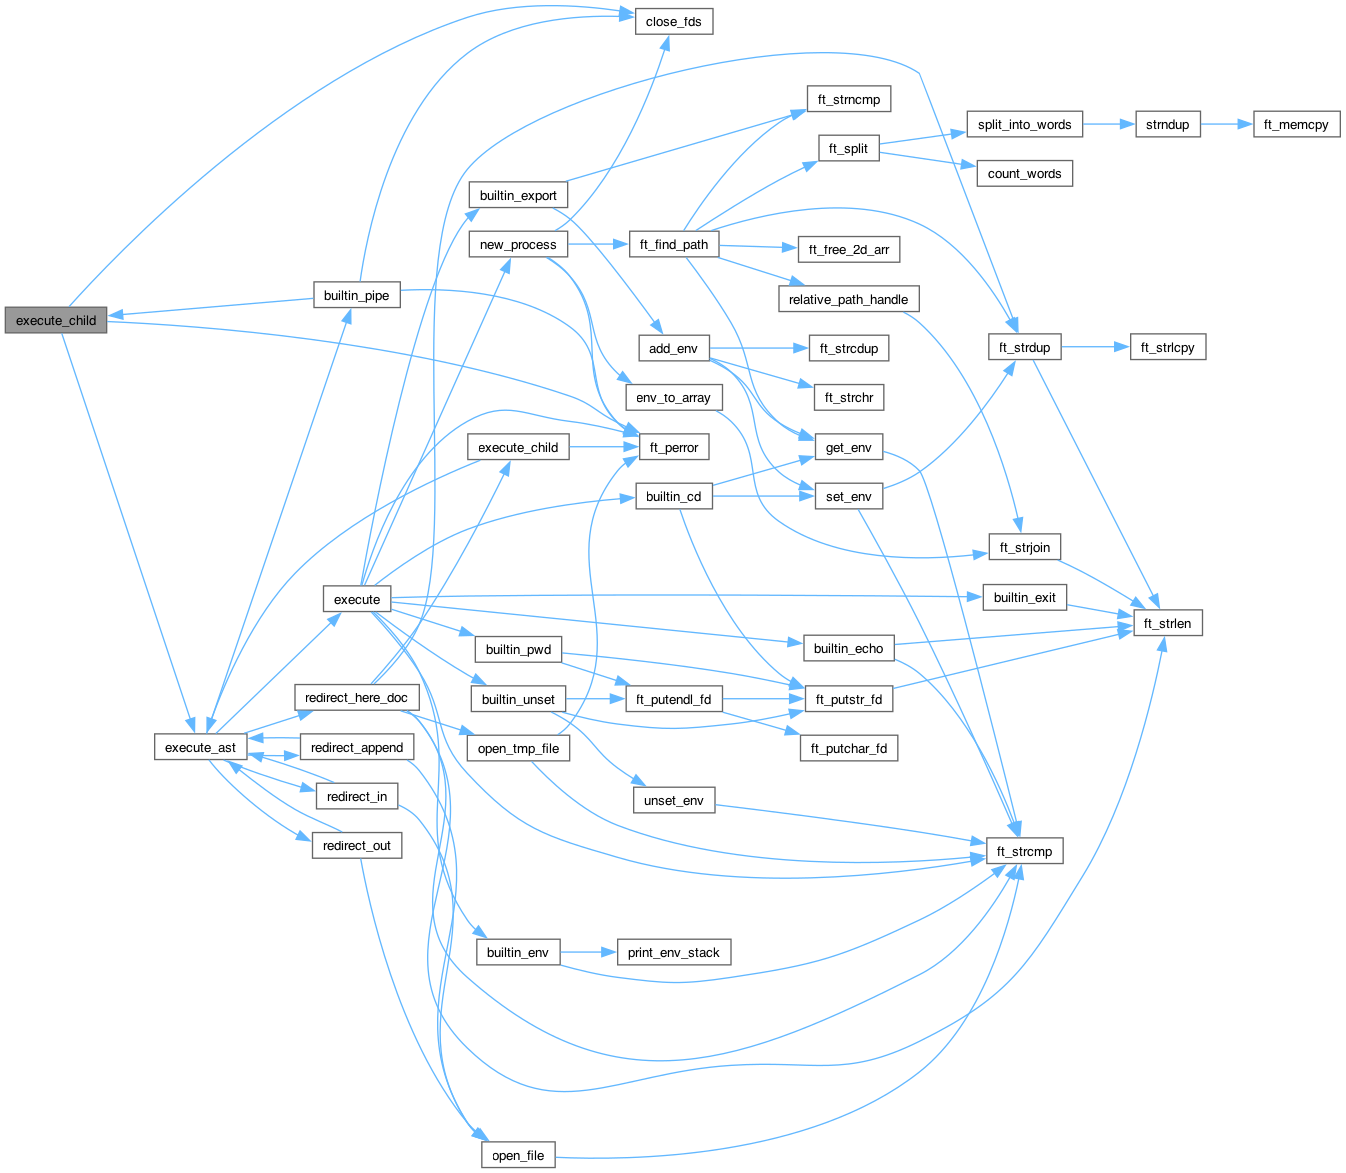 close_fds
ft_strncmp
split_into_words
strndup
ft_memcpy
ft_split
count_words
builtin_export
new_process
ft_find_path
ft_free_2d_arr
builtin_pipe
relative_path_handle
execute_child
add_env
ft_strcdup
ft_strdup
ft_strlcpy
env_to_array
ft_strchr
execute_child
ft_perror
get_env
builtin_cd
set_env
ft_strjoin
execute
builtin_exit
ft_strlen
builtin_pwd
builtin_echo
redirect_here_doc
builtin_unset
ft_putendl_fd
ft_putstr_fd
execute_ast
redirect_append
open_tmp_file
ft_putchar_fd
redirect_in
unset_env
redirect_out
ft_strcmp
builtin_env
print_env_stack
open_file